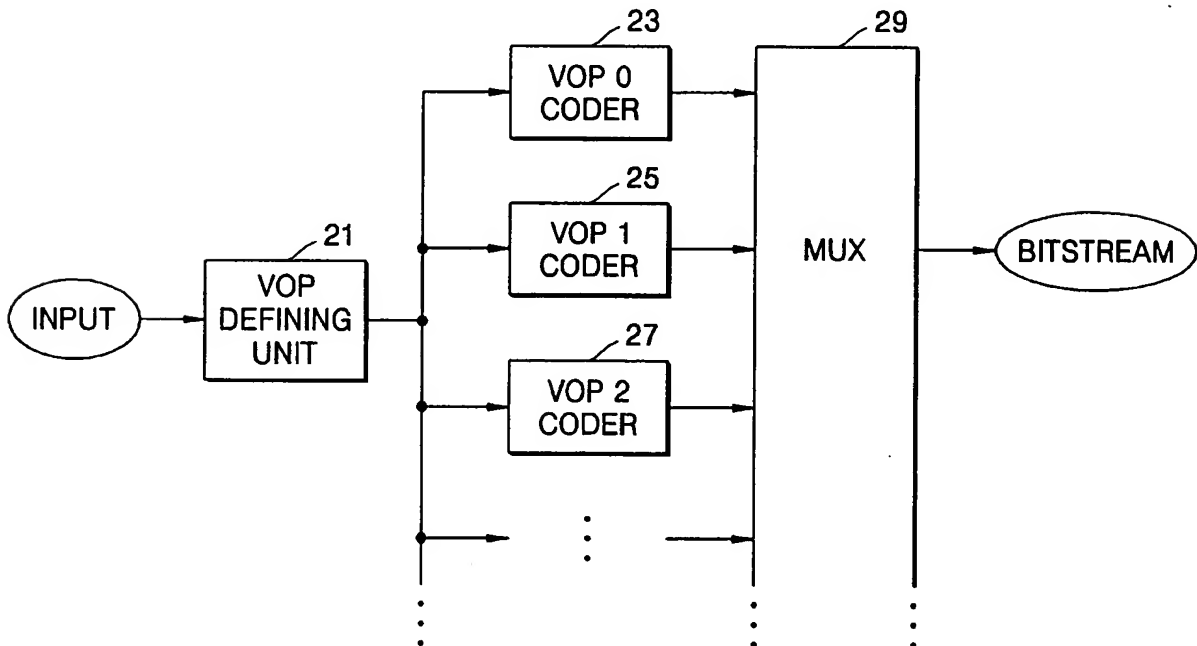 23
VOP 0
CODER
29
25
VOP 1
CODER
MUX
BITSTREAM
21
VOP
DEFINING
UNIT
INPUT
27
VOP 2
CODER